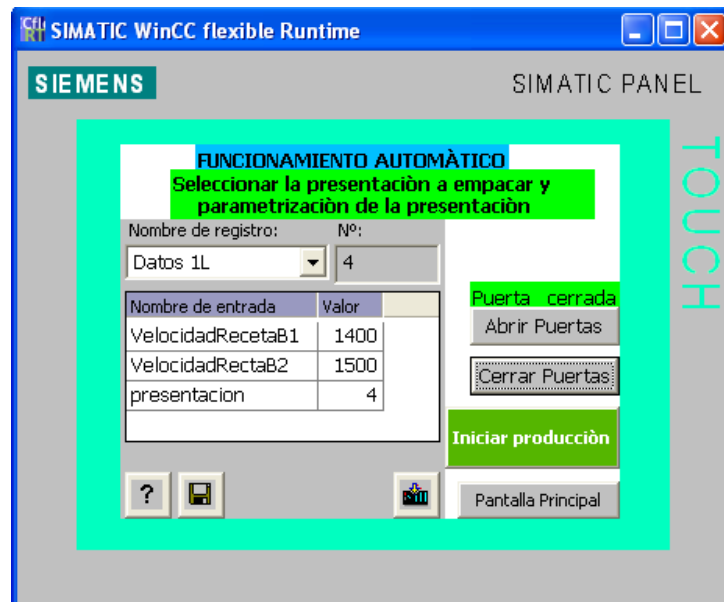 SIMATIC WinCC flexible Runtime
SIEMENS
SIMATIC PANEL
TOUCH
FUNCIONAMIENTO AUTOMÀTICO
Seleccionar la presentaciòn a empacar y
parametrizaciòn de la presentaciòn
Nombre de registro: Nº:
Datos 1L 4
Nombre de entrada Valor
VelocidadRecetaB1 1400
VelocidadRectaB2 1500
presentacion 4
Puerta cerrada
Abrir Puertas
Cerrar Puertas
Iniciar producciòn
?
Pantalla Principal